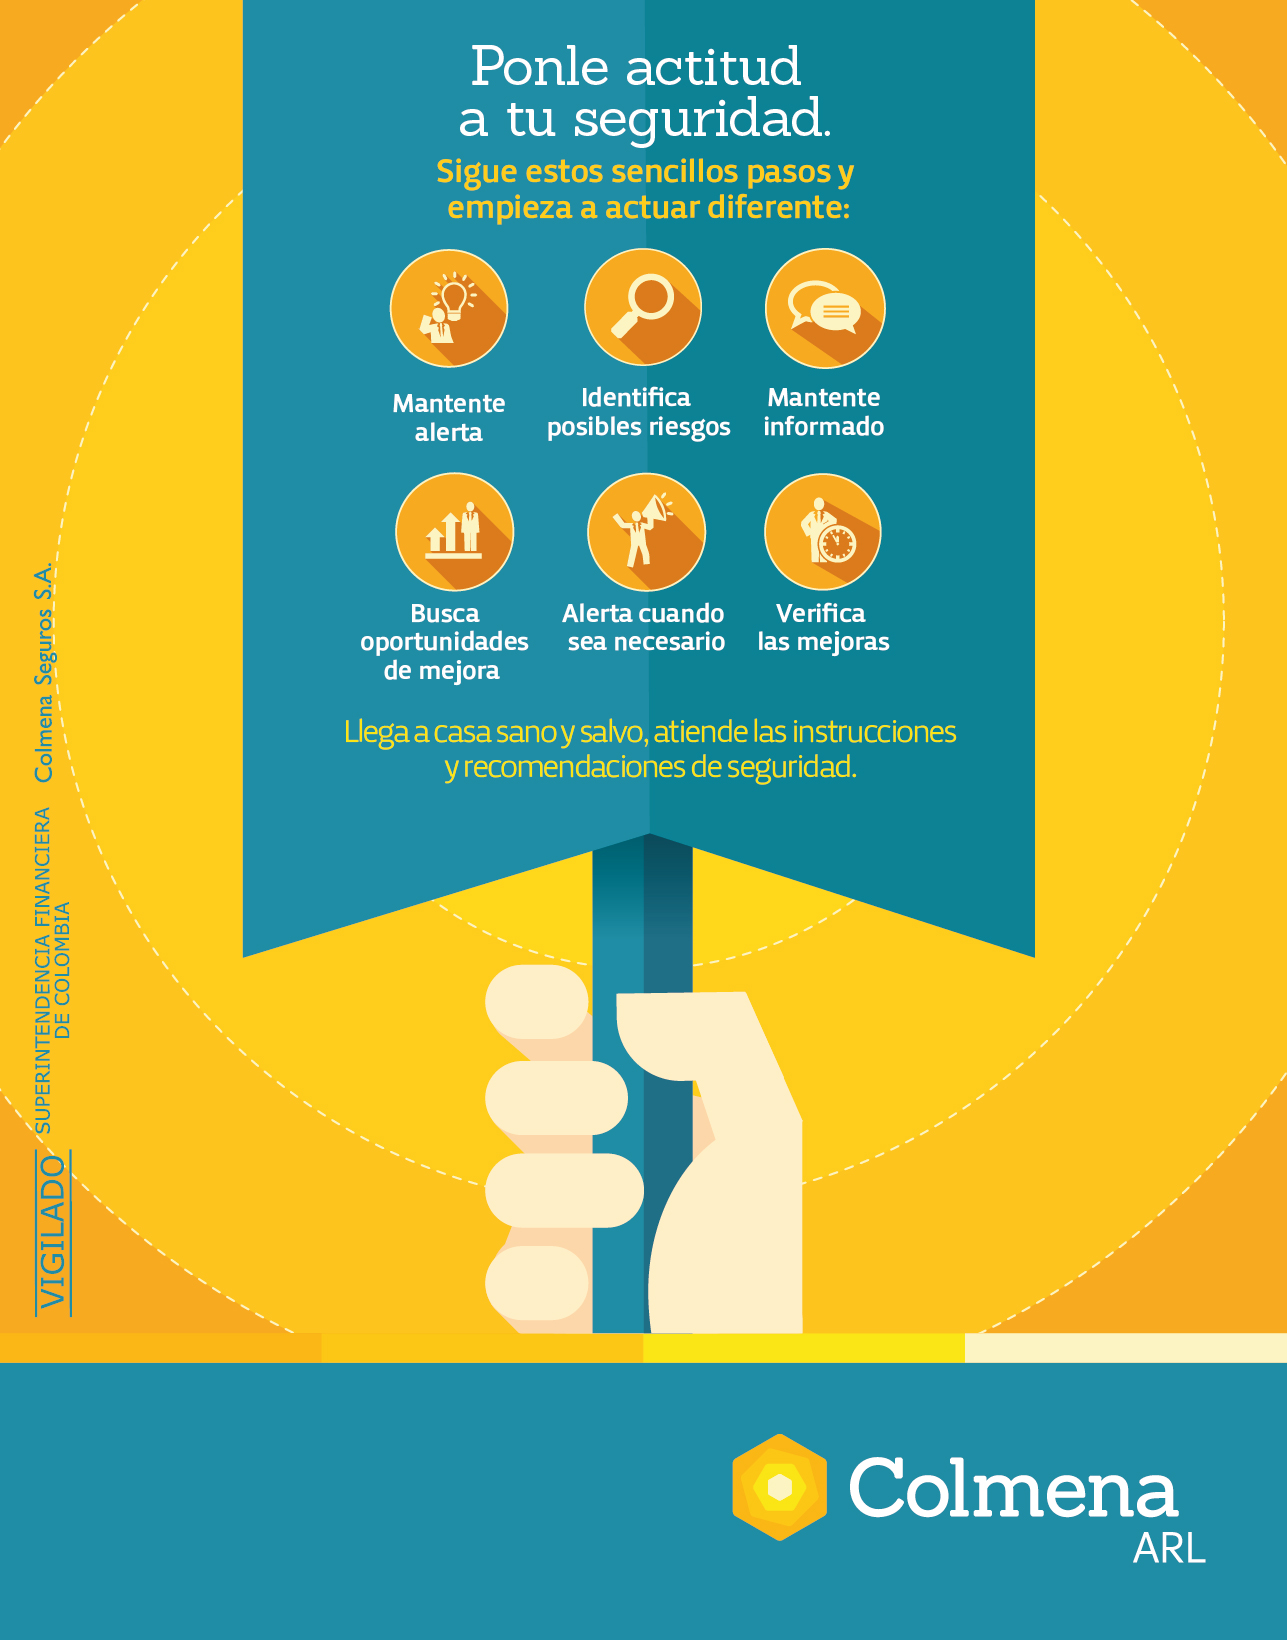 Ponle actitud
a tu seguridad.
Sigue estos sencillos pasos y
empieza a actuar diferente:
Mantente
alerta
Identifica
posibles riesgos
Mantente
informado
Busca
oportunidades
de mejora
Alerta cuando
sea necesario
Verifica
las mejoras
Llega a casa sano y salvo, atiende las instrucciones
y recomendaciones de seguridad.
VIGILADO
SUPERINTENDENCIA FINANCIERA
DE COLOMBIA
Colmena Seguros S.A.
Colmena
ARL